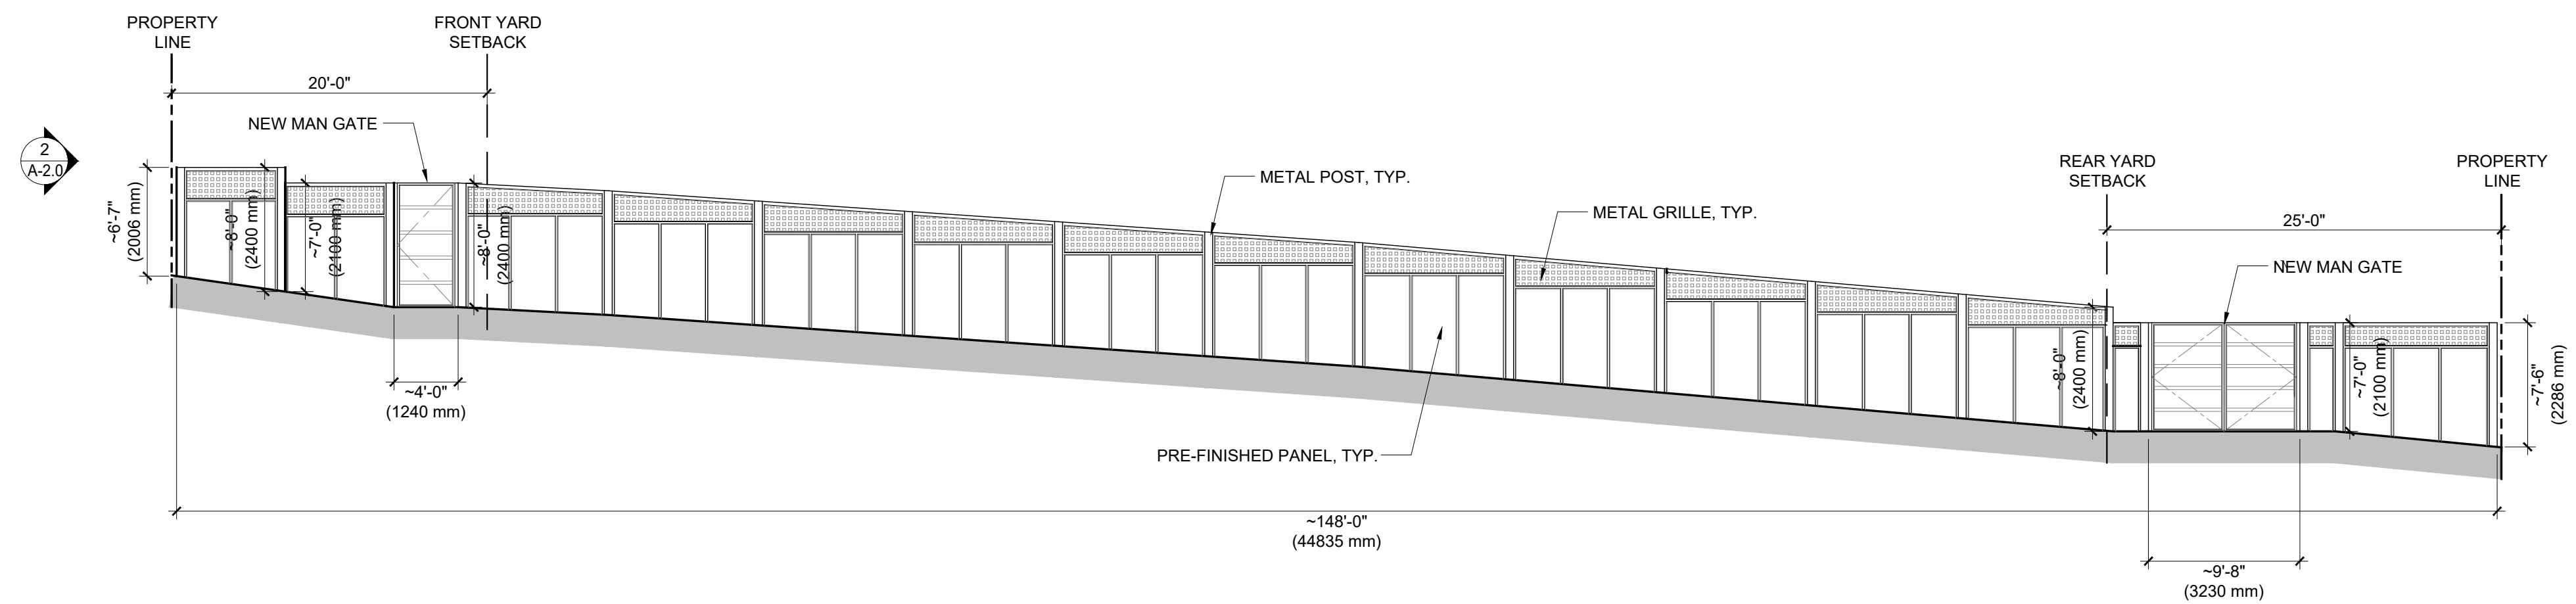 PROPERTY
LINE
FRONT YARD
SETBACK
20'-0"
NEW MAN GATE
2
A-2.0
~6'-7"
(2006 mm)
~8'-0"
(2400 mm)
~7'-0"
(2100 mm)
~8'-0"
(2400 mm)
METAL POST, TYP.
METAL GRILLE, TYP.
REAR YARD
SETBACK
PROPERTY
LINE
25'-0"
NEW MAN GATE
~8'-0"
(2400 mm)
~7'-0"
(2100 mm)
~7'-6"
(2286 mm)
~4'-0"
(1240 mm)
PRE-FINISHED PANEL, TYP.
~148'-0"
(44835 mm)
~9'-8"
(3230 mm)